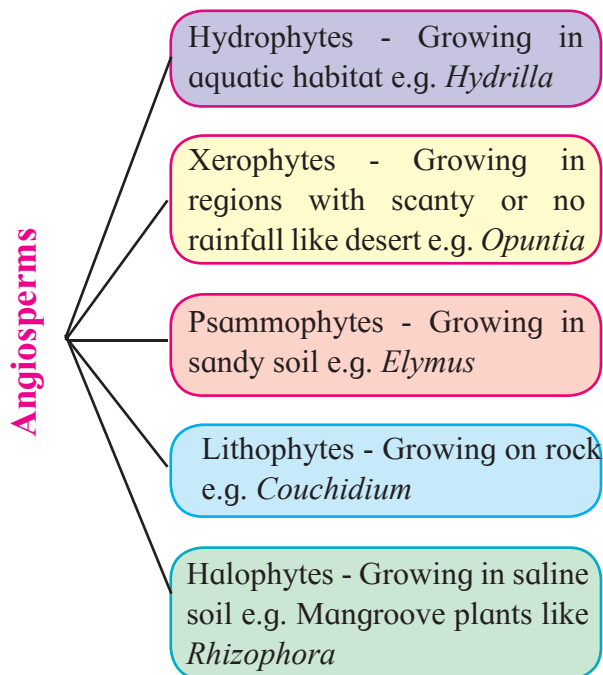 Angiosperms
Hydrophytes - Growing in
aquatic habitat e.g. Hydrilla
Xerophytes - Growing in
regions with scanty or no
rainfall like desert e.g. Opuntia
Psammophytes - Growing in
sandy soil e.g. Elymus
Lithophytes - Growing on rock
e.g. Couchidium
Halophytes - Growing in saline
soil e.g. Mangroove plants like
Rhizophora